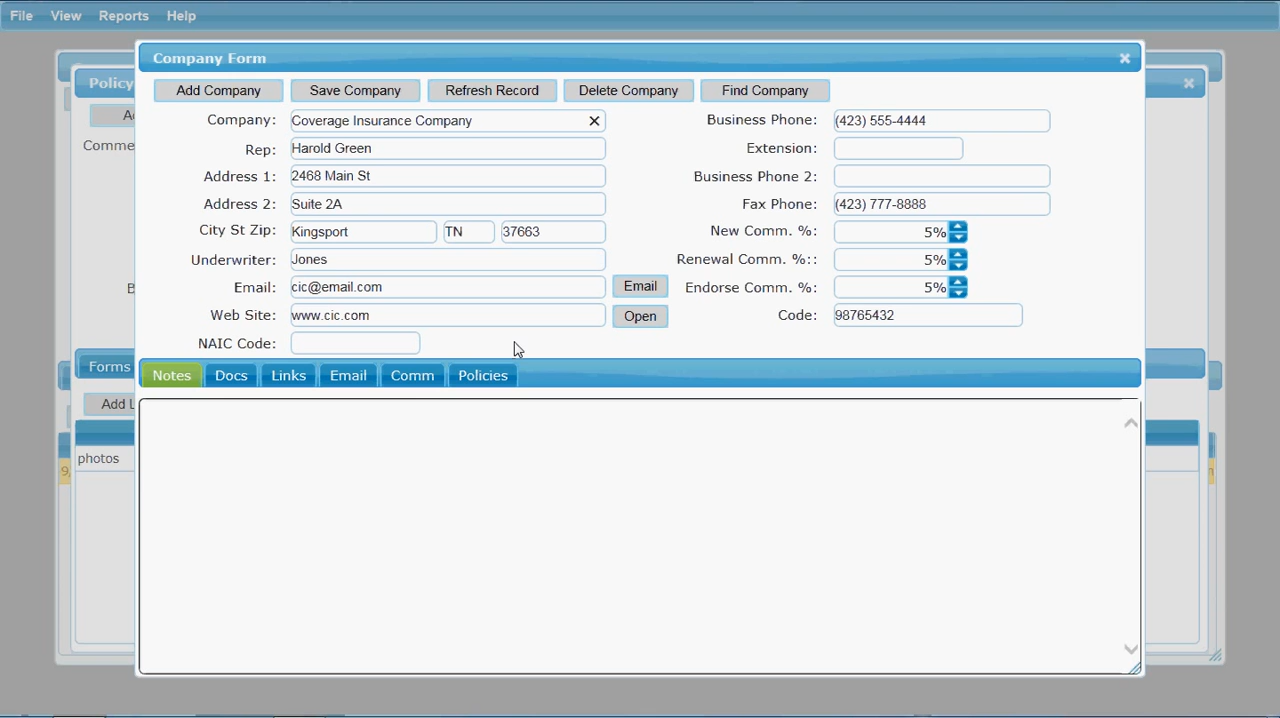 File View Reports Help
Company Form
Policy
Add Company Save Company Refresh Record Delete Company Find Company
Company: Coverage Insurance Company Business Phone: (423) 555-4444
Comme Rep: Harold Green Extension:
Address 1: 2468 Main St Business Phone 2:
Address 2: Suite 2A Fax Phone: (423) 777-8888
City St Zip: Kingsport TN 37663 New Comm. %: 5%
Underwriter: Jones Renewal Comm. %:: 5%
Email: cic@email.com Email Endorse Comm. %: 5%
Web Site: www.cic.com Open Code: 98765432
NAIC Code:
Forms
Notes Docs Links Email Comm Policies
Add L
photos
9,